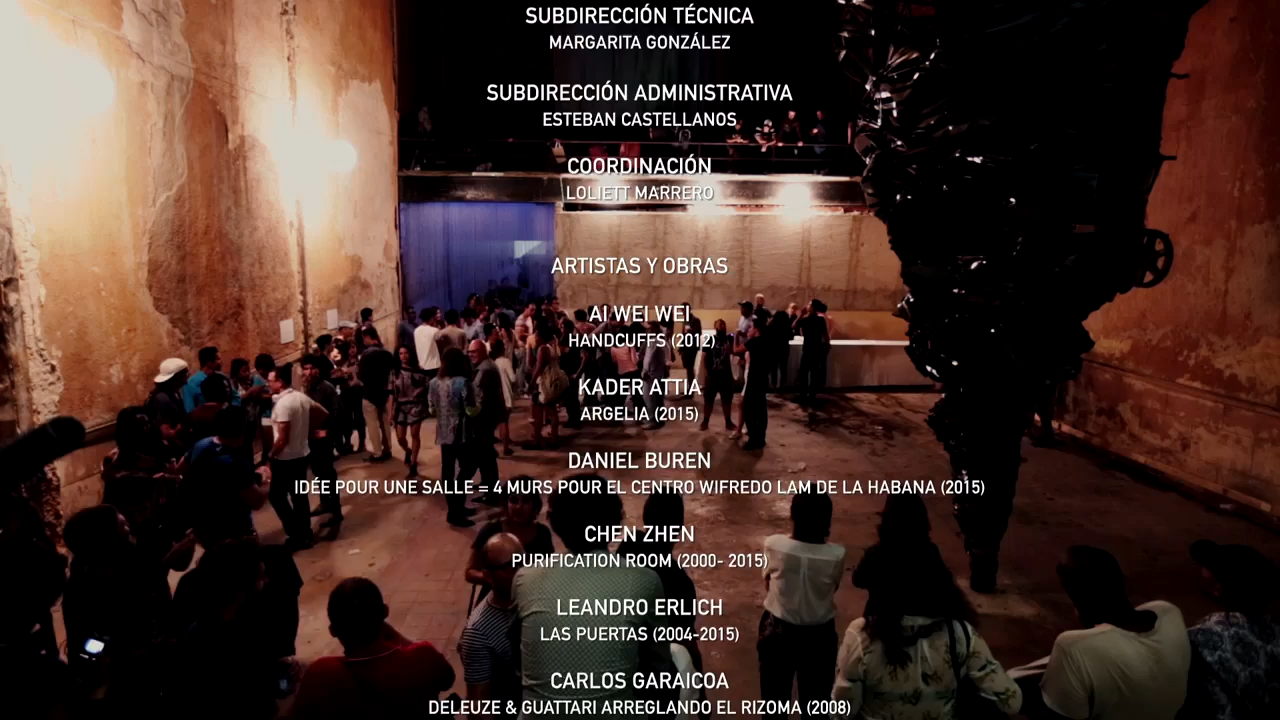 SUBDIRECCIÓN TÉCNICA
MARGARITA GONZÁLEZ
SUBDIRECCIÓN ADMINISTRATIVA
ESTEBAN CASTELLANOS
COORDINACIÓN
LOLIETT MARRERO
ARTISTAS Y OBRAS
AI WEI WEI
HANDCUFFS (2012)
KADER ATTIA
ARGELIA (2015)
DANIEL BUREN
IDÉE POUR UNE SALLE = 4 MURS POUR EL CENTRO WIFREDO LAM DE LA HABANA (2015)
CHEN ZHEN
PURIFICATION ROOM (2000- 2015)
LEANDRO ERLICH
LAS PUERTAS (2004-2015)
CARLOS GARAICOA
DELEUZE & GUATTARI ARREGLANDO EL RIZOMA (2008)